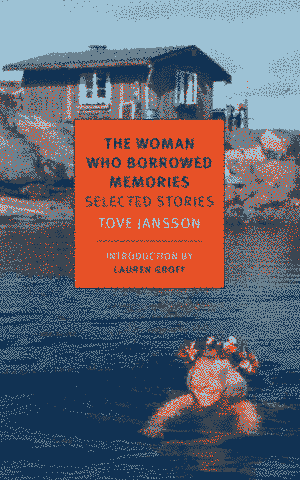 THE WOMAN
WHO BORROWED
MEMORIES
SELECTED STORIES
TOVE JANSSON
INTRODUCTION BY
LAUREN GROFF